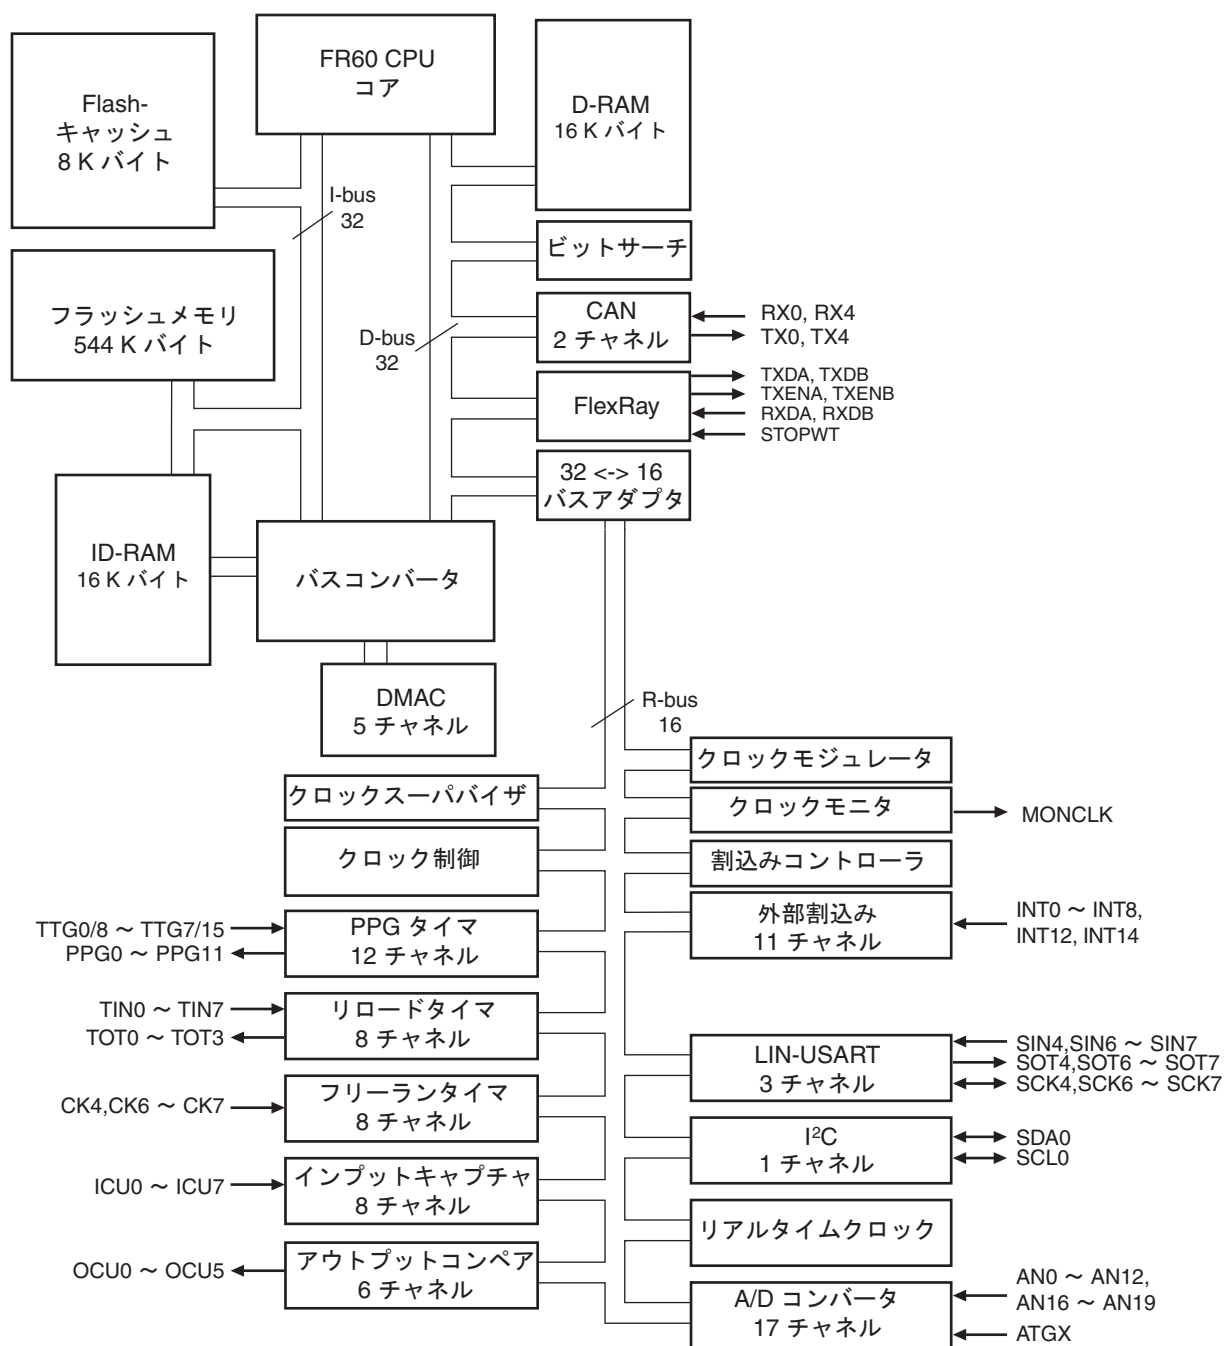 FR60 CPU
コア
Flash-
キャッシュ
8 K バイト
D-RAM
16 K バイト
I-bus
32
ビットサーチ
フラッシュメモリ
544 K バイト
CAN
2 チャネル
RX0, RX4
TX0, TX4
D-bus
32
FlexRay
TXDA, TXDB
TXENA, TXENB
RXDA, RXDB
STOPWT
32 <-> 16
バスアダプタ
ID-RAM
16 K バイト
バスコンバータ
DMAC
5 チャネル
R-bus
16
クロックモジュレータ
クロックスーパバイザ
クロックモニタ
MONCLK
クロック制御
割込みコントローラ
外部割込み
11 チャネル
INT0 ～ INT8,
INT12, INT14
TTG0/8 ～ TTG7/15
PPG0 ～ PPG11
PPG タイマ
12 チャネル
TIN0 ～ TIN7
TOT0 ～ TOT3
リロードタイマ
8 チャネル
LIN-USART
3 チャネル
SIN4,SIN6 ～ SIN7
SOT4,SOT6 ～ SOT7
SCK4,SCK6 ～ SCK7
CK4,CK6 ～ CK7
フリーランタイマ
8 チャネル
I²C
1 チャネル
SDA0
SCL0
ICU0 ～ ICU7
インプットキャプチャ
8 チャネル
リアルタイムクロック
OCU0 ～ OCU5
アウトプットコンペア
6 チャネル
A/D コンバータ
17 チャネル
AN0 ～ AN12,
AN16 ～ AN19
ATGX